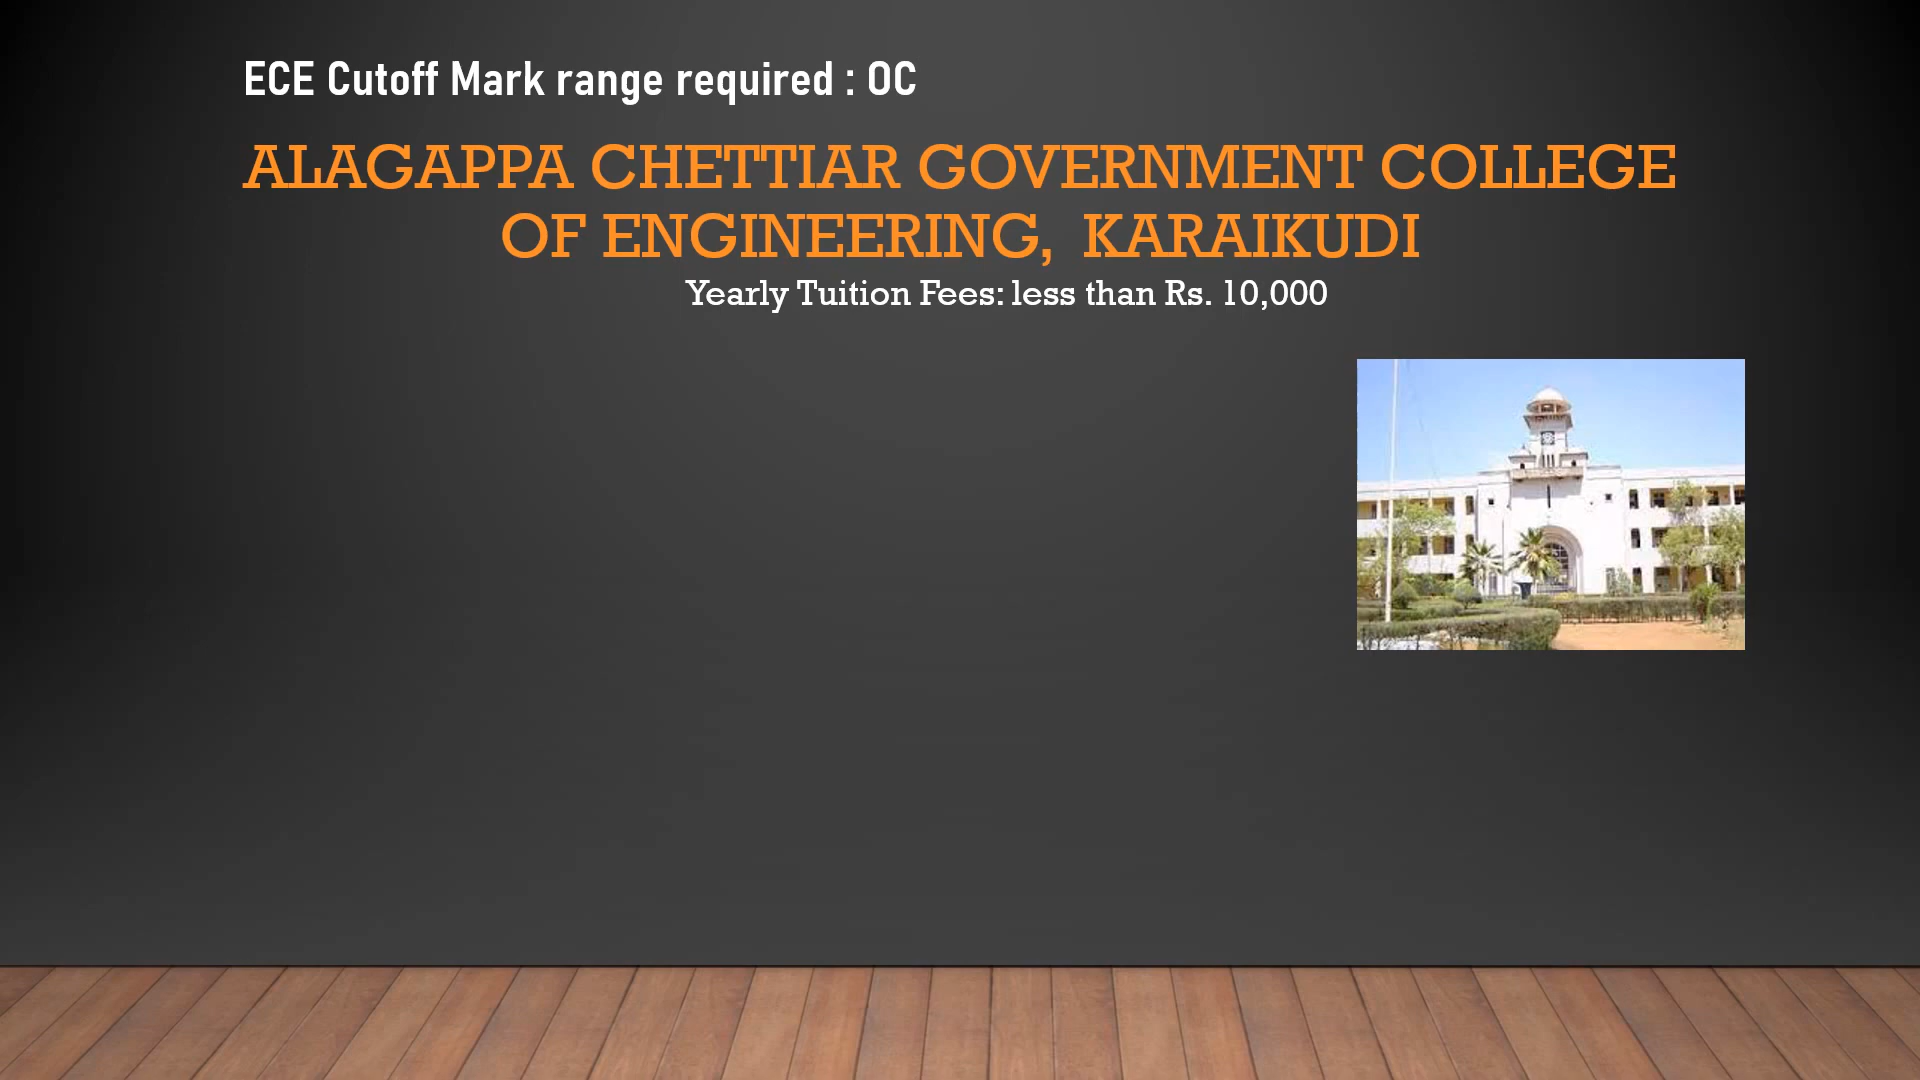 ECE Cutoff Mark range required : OC
ALAGAPPA CHETTIAR GOVERNMENT COLLEGE
OF ENGINEERING, KARAIKUDI
Yearly Tuition Fees: less than Rs. 10,000